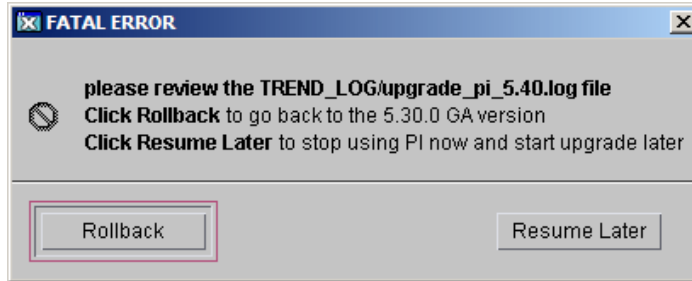 FATAL ERROR
please review the TREND_LOG/upgrade_pi_5.40.log file
Click Rollback to go back to the 5.30.0 GA version
Click Resume Later to stop using PI now and start upgrade later
Rollback
Resume Later